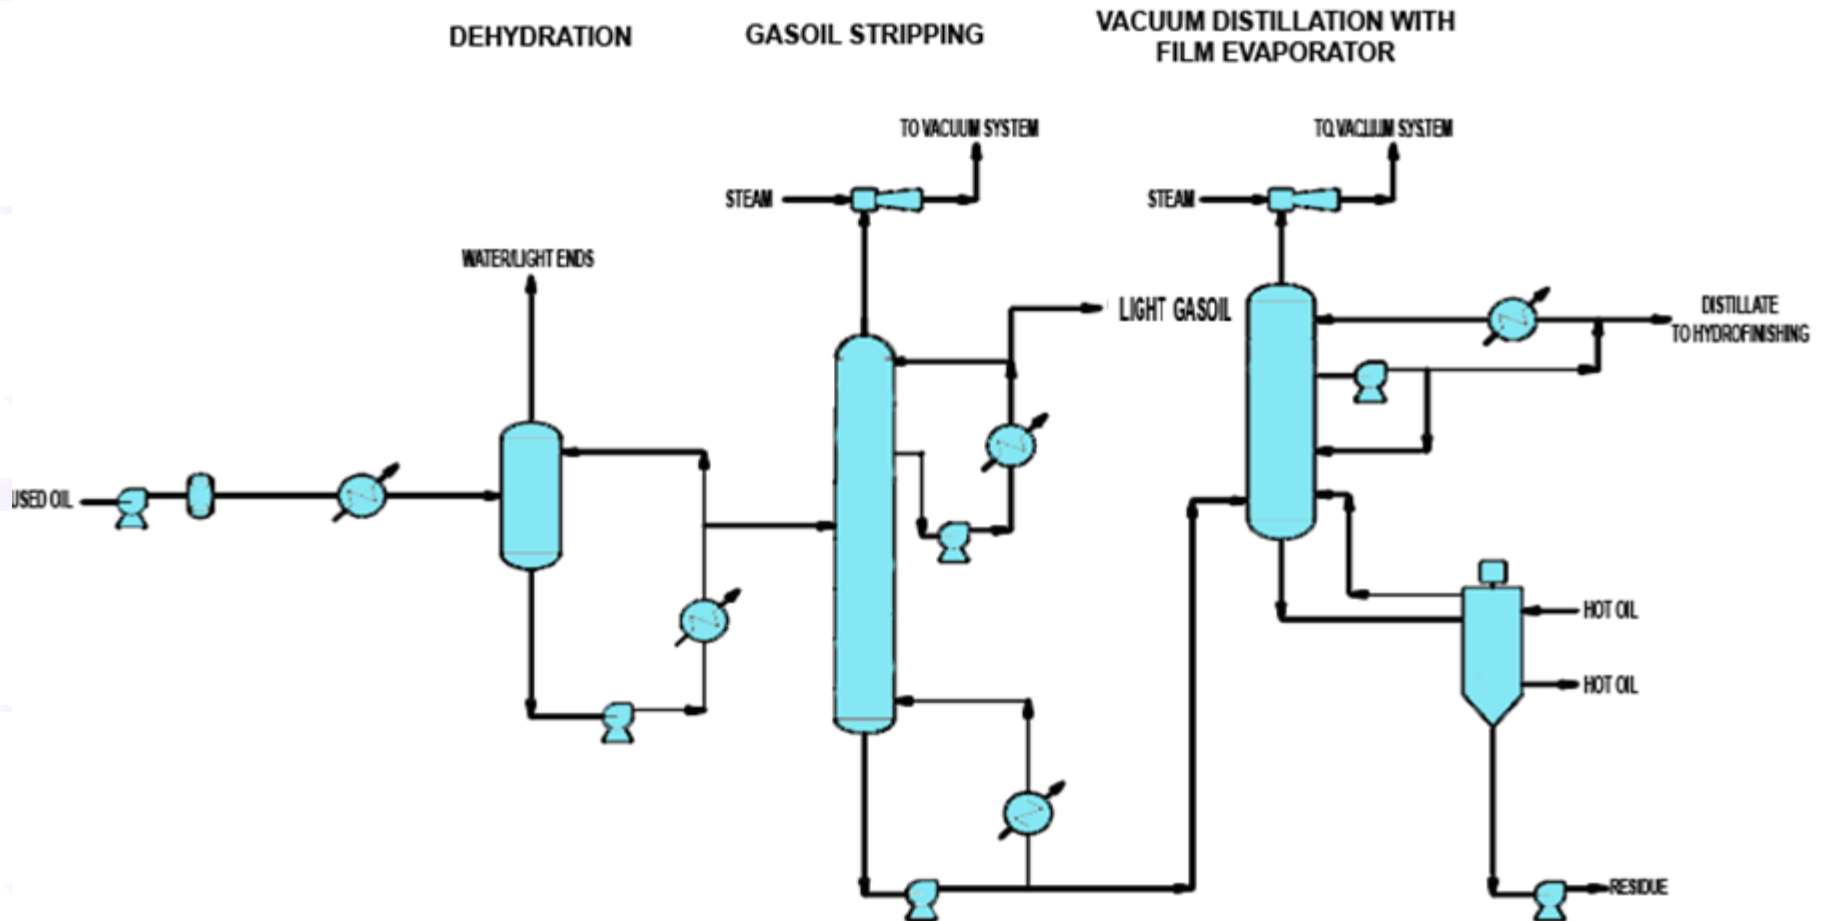 DEHYDRATION
GASOIL STRIPPING
VACUUM DISTILLATION WITH
FILM EVAPORATOR
TO VACUUM SYSTEM
TO VACUUM SYSTEM
STEAM
STEAM
WATER/LIGHT ENDS
LIGHT GASOIL
DISTILLATE
TO HYDROFINISHING
USED OIL
HOT OIL
HOT OIL
RESIDUE